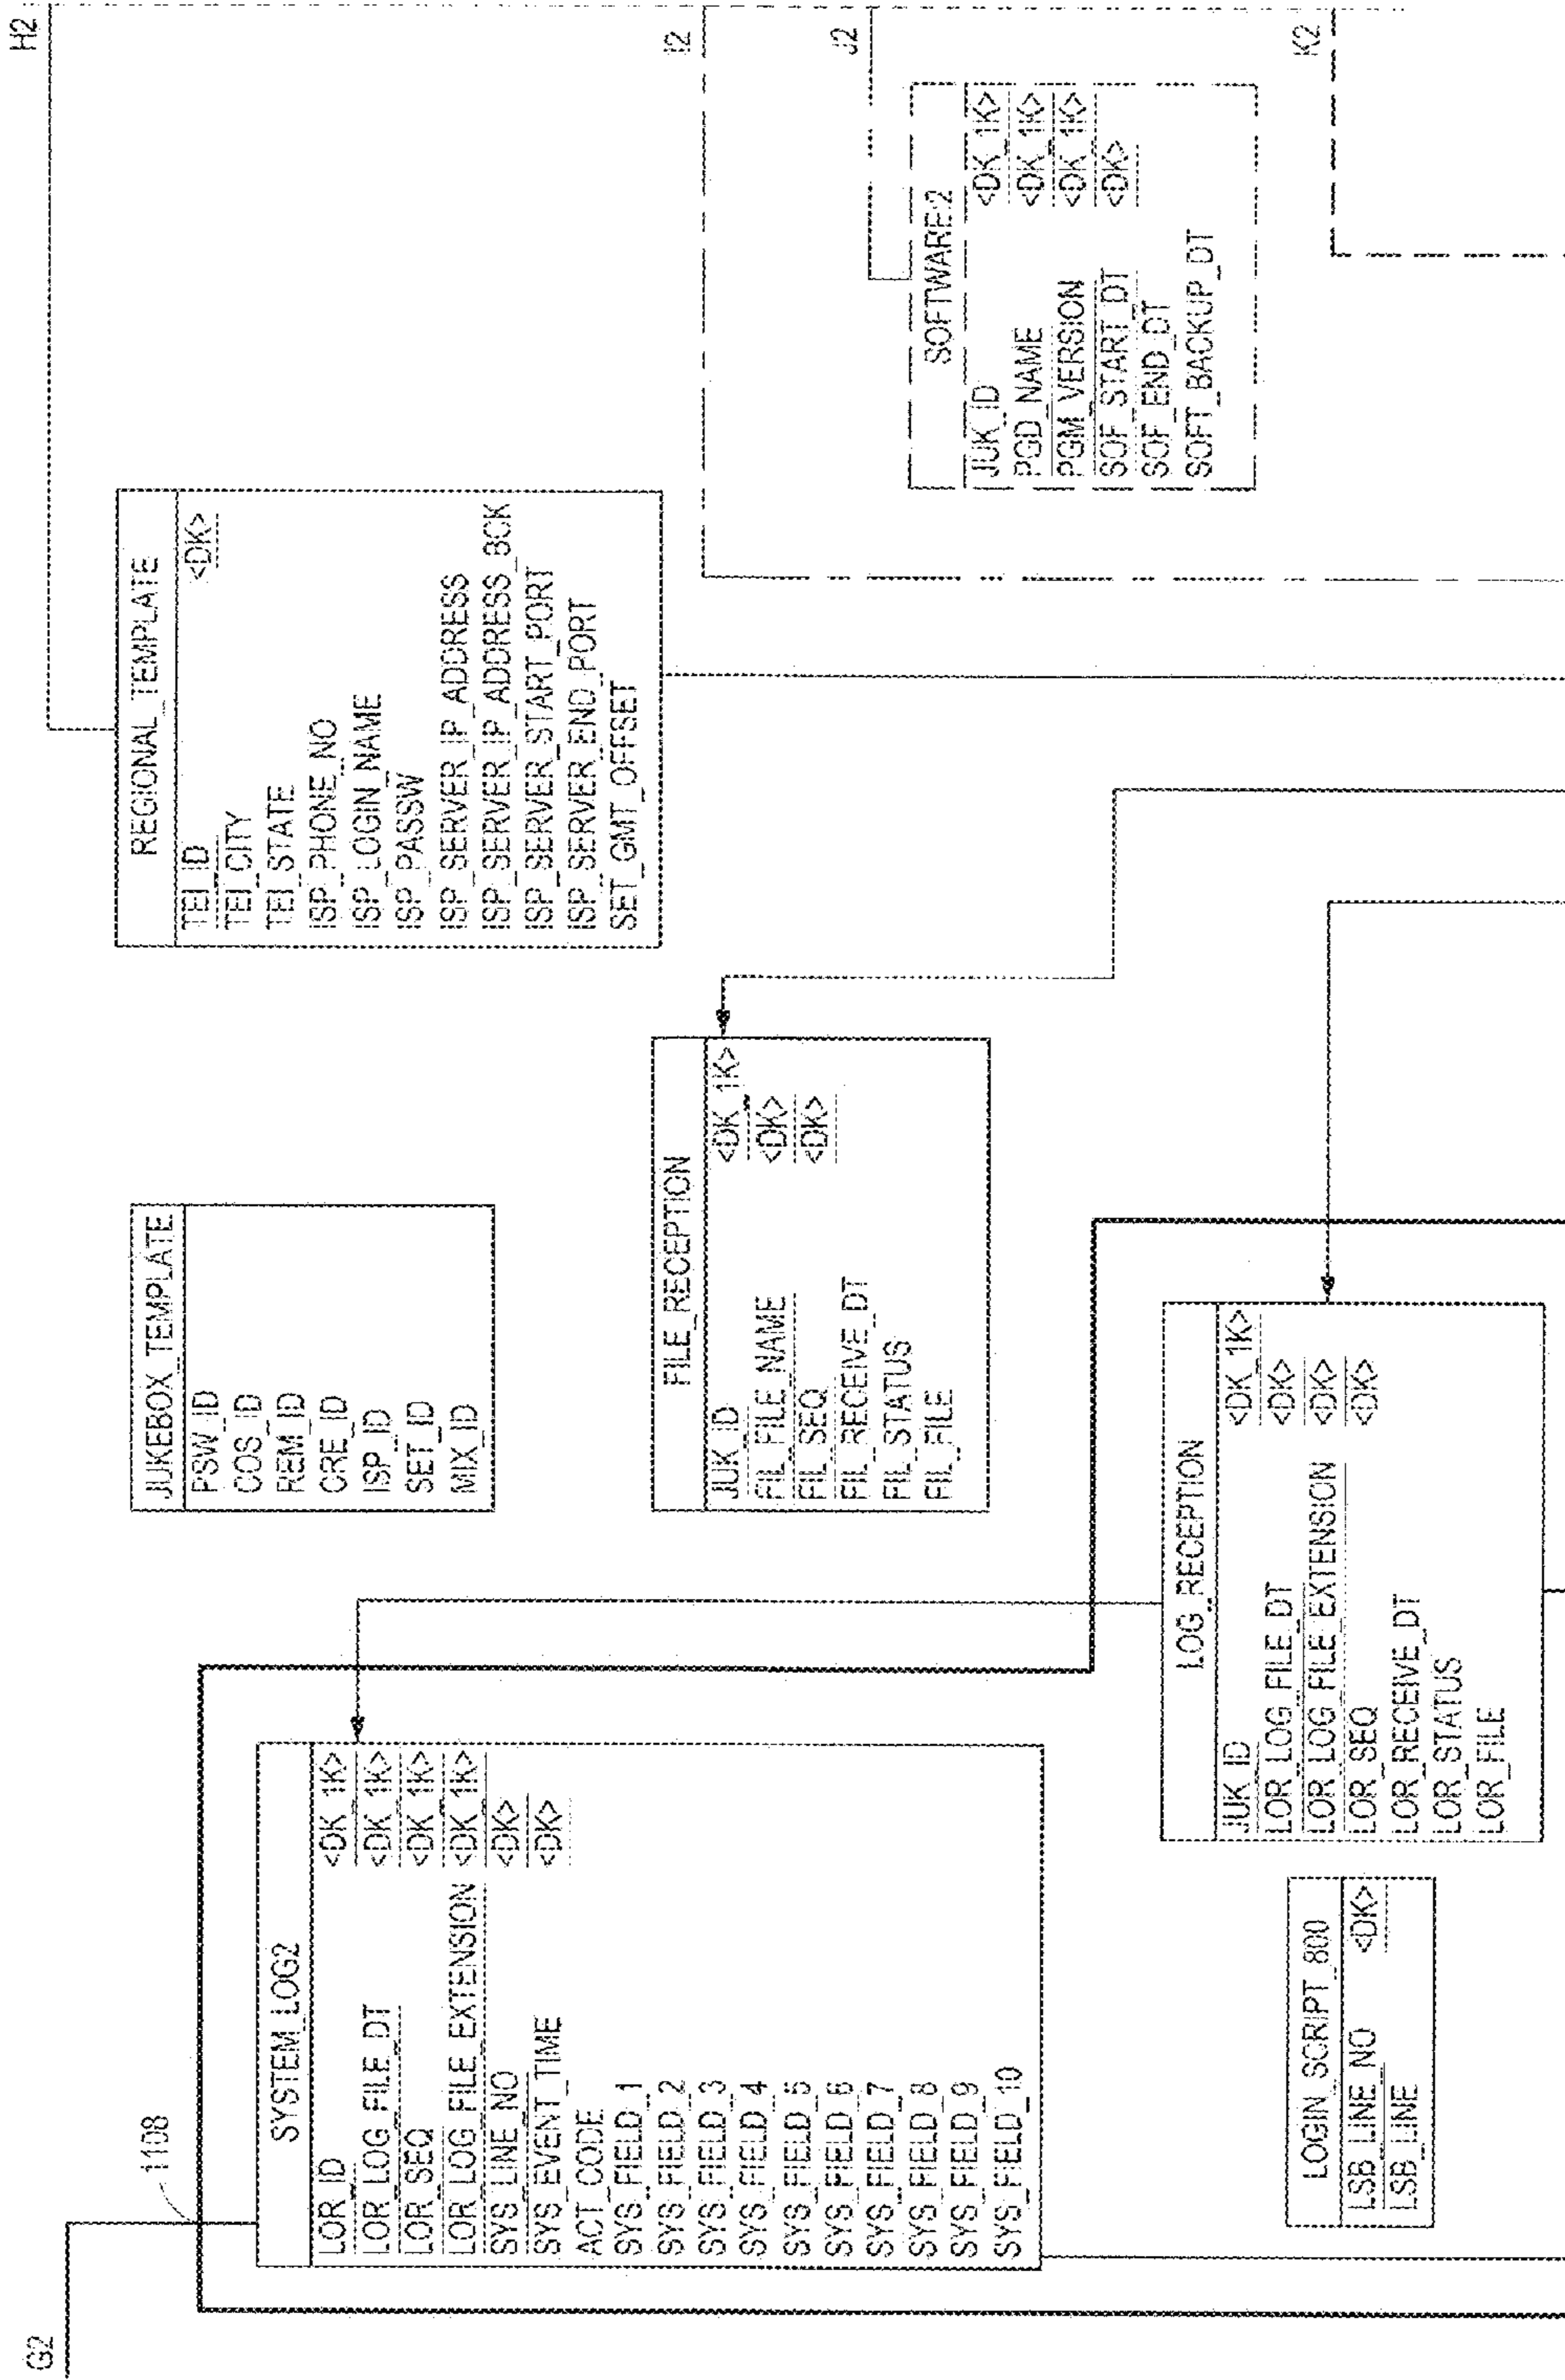 G2
1108
SYSTEM_LOG2
LOR_ID <DK_1K>
LOR_LOG_FILE_DT <DK_1K>
LOR_SEQ <DK_1K>
LOR_LOG_FILE_EXTENSION <DK_1K>
SYS_LINE_NO <DK>
SYS_EVENT_TIME <DK>
ACT_CODE
SYS_FIELD_1
SYS_FIELD_2
SYS_FIELD_3
SYS_FIELD_4
SYS_FIELD_5
SYS_FIELD_6
SYS_FIELD_7
SYS_FIELD_8
SYS_FIELD_9
SYS_FIELD_10
LOGIN_SCRIPT_800
LSB_LINE_NO <DK>
LSB_LINE
JUKEBOX_TEMPLATE
PSW_ID
COS_ID
REM_ID
CRE_ID
ISP_ID
SET_ID
MIX_ID
FILE_RECEPTION
JUK_ID <DK_1K>
FIL_FILE_NAME <DK>
FIL_SEQ <DK>
FIL_RECEIVE_DT
FIL_STATUS
FIL_FILE
LOG_RECEPTION
JUK_ID <DK_1K>
LOR_LOG_FILE_DT <DK>
LOR_LOG_FILE_EXTENSION <DK>
LOR_SEQ <DK>
LOR_RECEIVE_DT
LOR_STATUS
LOR_FILE
H2
REGIONAL_TEMPLATE
TEI_ID <DK>
TEI_CITY
TEI_STATE
ISP_PHONE_NO
ISP_LOGIN_NAME
ISP_PASSW
ISP_SERVER_IP_ADDRESS
ISP_SERVER_IP_ADDRESS_BCK
ISP_SERVER_START_PORT
ISP_SERVER_END_PORT
SET_GMT_OFFSET
I2
J2
SOFTWARE:2
JUK_ID <DK_1K>
PGD_NAME <DK_1K>
PGM_VERSION <DK_1K>
SOF_START_DT <DK>
SOF_END_DT
SOFT_BACKUP_DT
K2